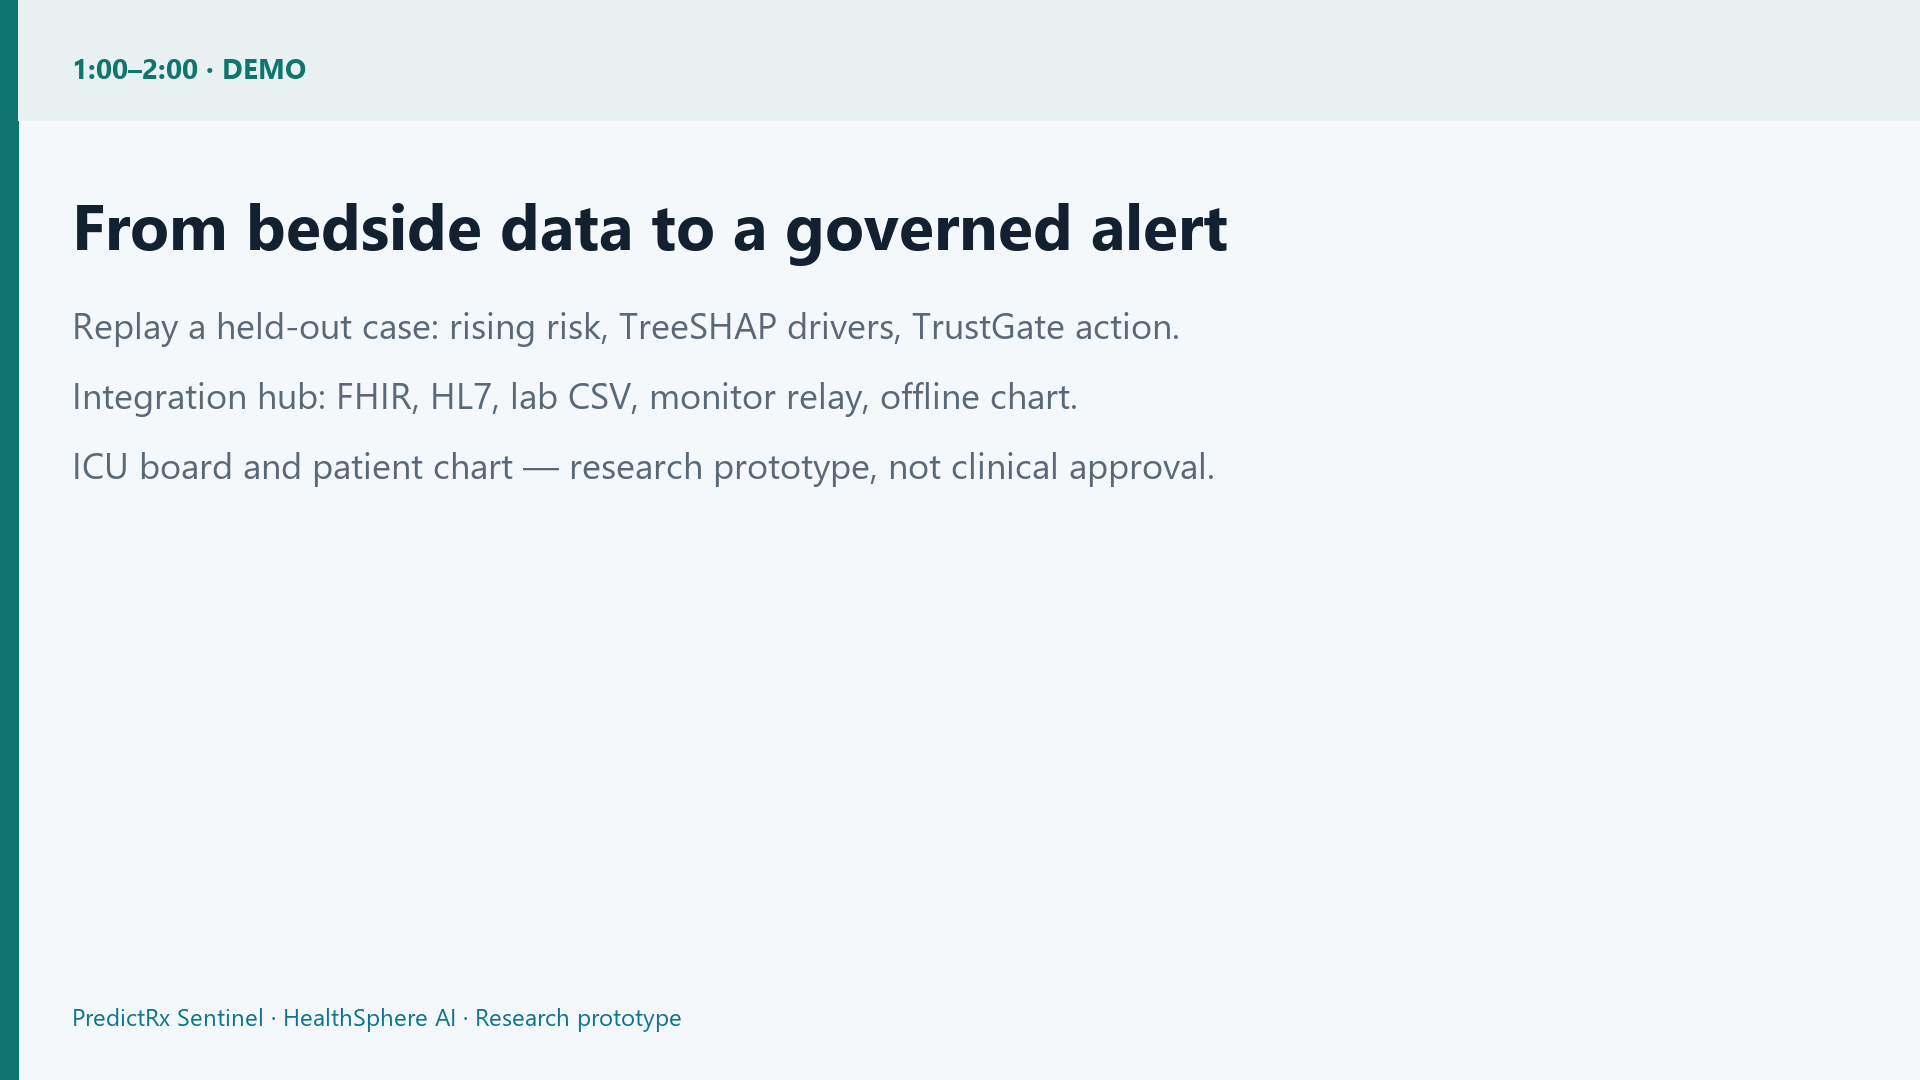 1:00–2:00 · DEMO
From bedside data to a governed alert
Replay a held-out case: rising risk, TreeSHAP drivers, TrustGate action.
Integration hub: FHIR, HL7, lab CSV, monitor relay, offline chart.
ICU board and patient chart — research prototype, not clinical approval.
PredictRx Sentinel · HealthSphere AI · Research prototype